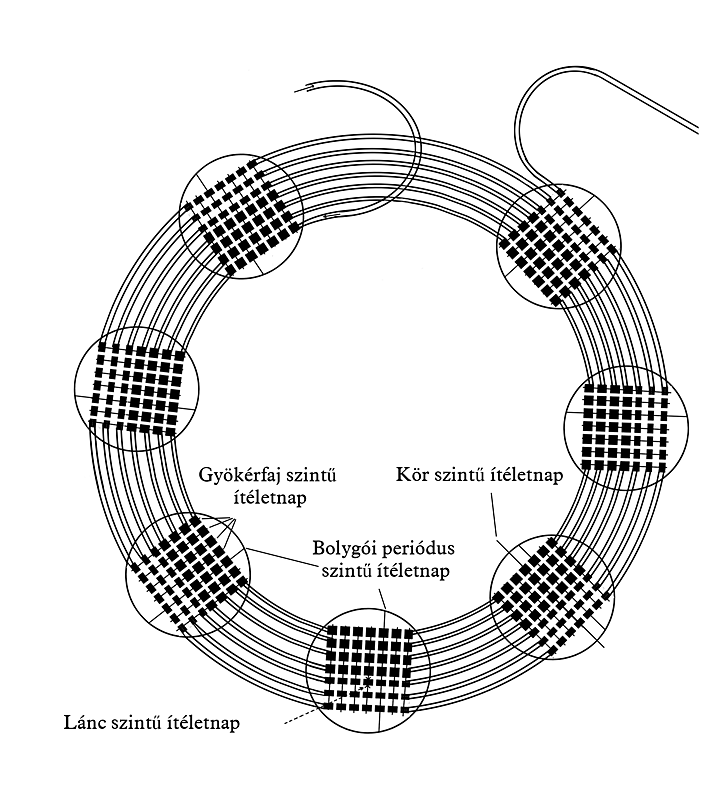 Gyökérfaj szintű
ítéletnap
Kör szintű ítéletnap
Bolygói periódus
szintű ítéletnap
Lánc szintű ítéletnap